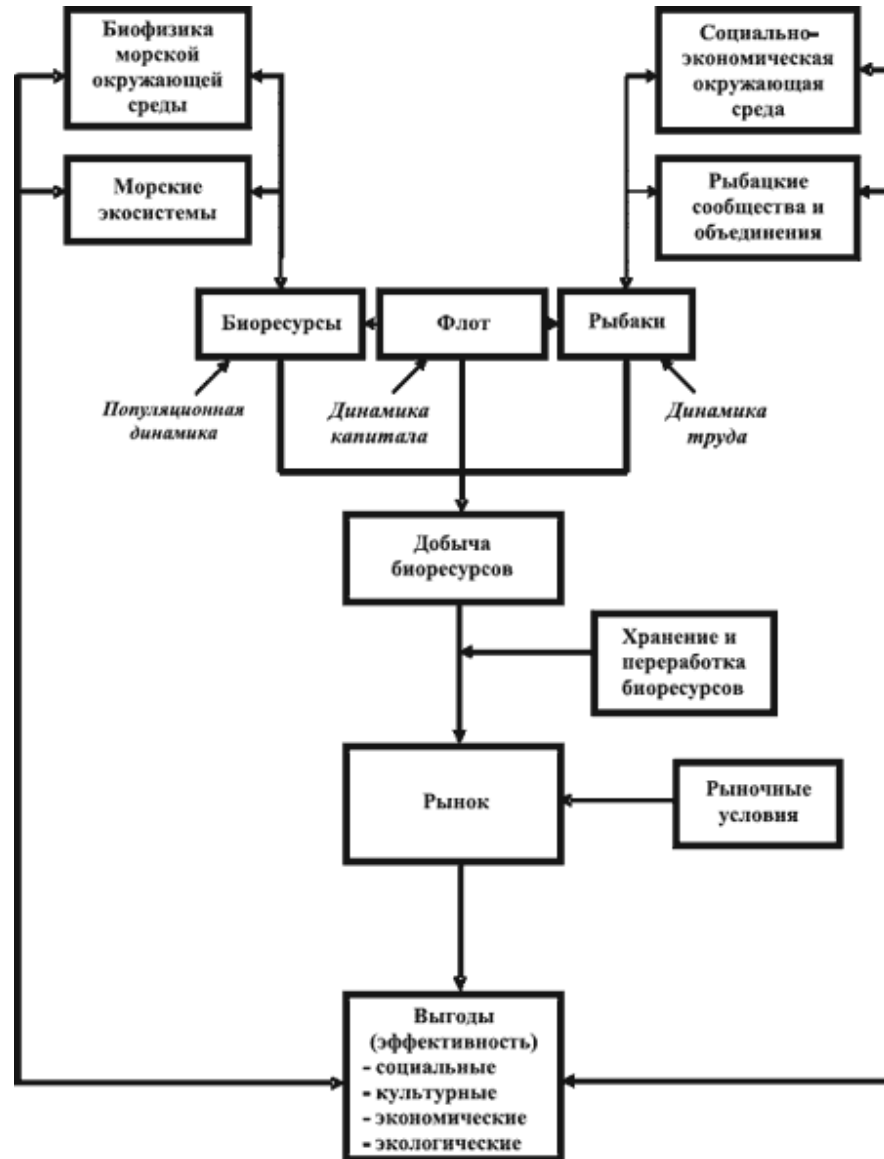 Биофизика
морской
окружающей
среды
Социально-
экономическая
окружающая
среда
Морские
экосистемы
Рыбацкие
сообщества и
объединения
Биоресурсы
Флот
Рыбаки
Популяционная
динамика
Динамика
капитала
Динамика
труда
Добыча
биоресурсов
Хранение и
переработка
биоресурсов
Рынок
Рыночные
условия
Выгоды
(эффективность)
- социальные
- культурные
- экономические
- экологические